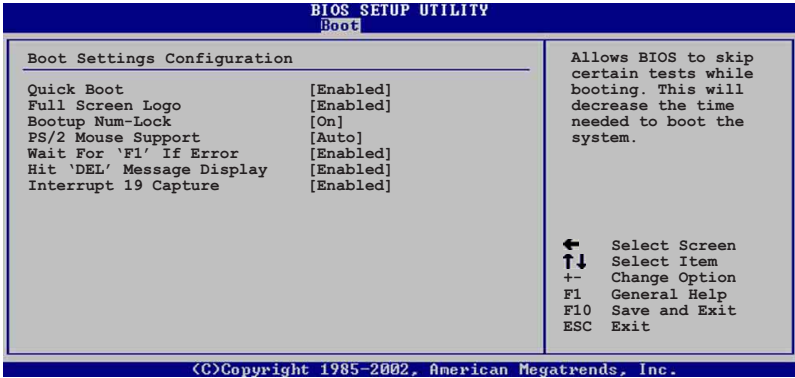 BIOS SETUP UTILITY
Boot
Boot Settings Configuration
Quick Boot [Enabled]
Full Screen Logo [Enabled]
Bootup Num-Lock [On]
PS/2 Mouse Support [Auto]
Wait For ‘F1’ If Error [Enabled]
Hit ‘DEL’ Message Display [Enabled]
Interrupt 19 Capture [Enabled]
Allows BIOS to skip
certain tests while
booting. This will
decrease the time
needed to boot the
system.
← Select Screen
↑↓ Select Item
+- Change Option
F1 General Help
F10 Save and Exit
ESC Exit
(C)Copyright 1985-2002, American Megatrends, Inc.